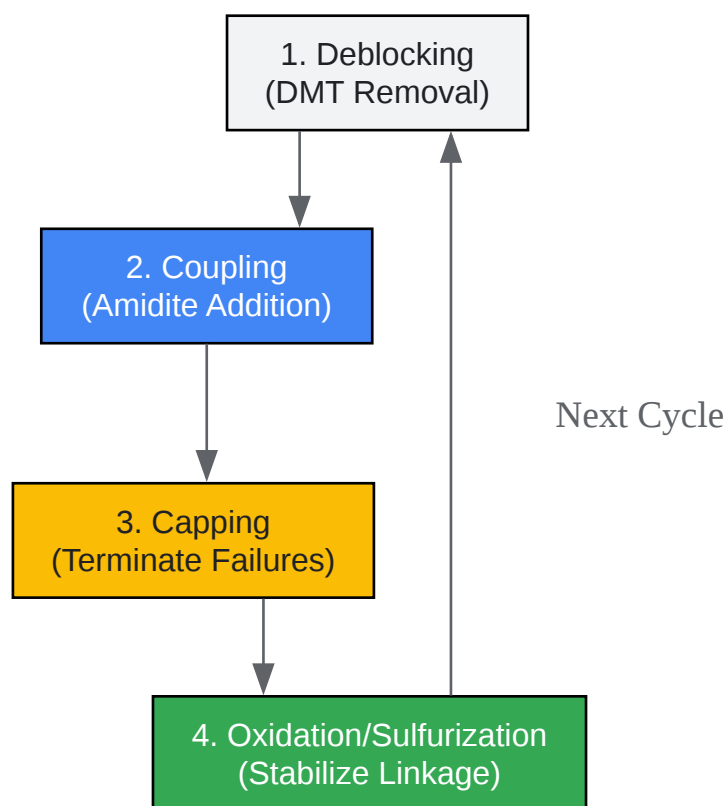 1. Deblocking
(DMT Removal)
2. Coupling
(Amidite Addition)
Next Cycle
3. Capping
(Terminate Failures)
4. Oxidation/Sulfurization
(Stabilize Linkage)